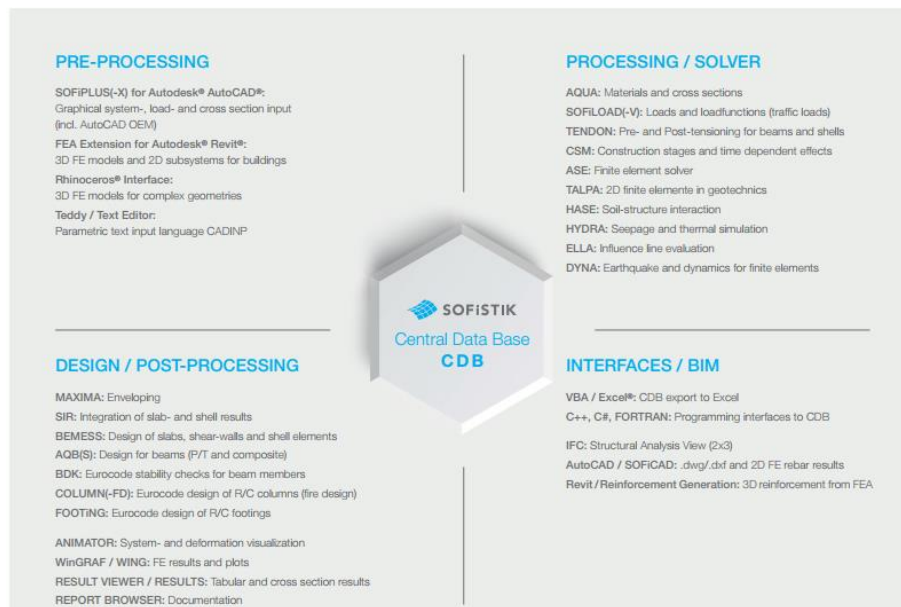 PRE-PROCESSING
SOFiPLUS(-X) for Autodesk® AutoCAD®:
Graphical system-, load- and cross section input
(incl. AutoCAD OEM)
FEA Extension for Autodesk® Revit®:
3D FE models and 2D subsystems for buildings
Rhinoceros® Interface:
3D FE models for complex geometries
Teddy / Text Editor:
Parametric text input language CADINP
PROCESSING / SOLVER
AQUA: Materials and cross sections
SOFiLOAD(-V): Loads and loadfunctions (traffic loads)
TENDON: Pre- and Post-tensioning for beams and shells
CSM: Construction stages and time dependent effects
ASE: Finite element solver
TALPA: 2D finite elemente in geotechnics
HASE: Soil-structure interaction
HYDRA: Seepage and thermal simulation
ELLA: Influence line evaluation
DYNA: Earthquake and dynamics for finite elements
SOFiSTiK
Central Data Base
CDB
DESIGN / POST-PROCESSING
MAXIMA: Enveloping
SIR: Integration of slab- and shell results
BEMESS: Design of slabs, shear-walls and shell elements
AQB(S): Design for beams (P/T and composite)
BDK: Eurocode stability checks for beam members
COLUMN(-FD): Eurocode design of R/C columns (fire design)
FOOTiNG: Eurocode design of R/C footings
ANIMATOR: System- and deformation visualization
WinGRAF / WING: FE results and plots
RESULT VIEWER / RESULTS: Tabular and cross section results
REPORT BROWSER: Documentation
INTERFACES / BIM
VBA / Excel®: CDB export to Excel
C++, C#, FORTRAN: Programming interfaces to CDB
IFC: Structural Analysis View (2x3)
AutoCAD / SOFiCAD: .dwg/.dxf and 2D FE rebar results
Revit / Reinforcement Generation: 3D reinforcement from FEA